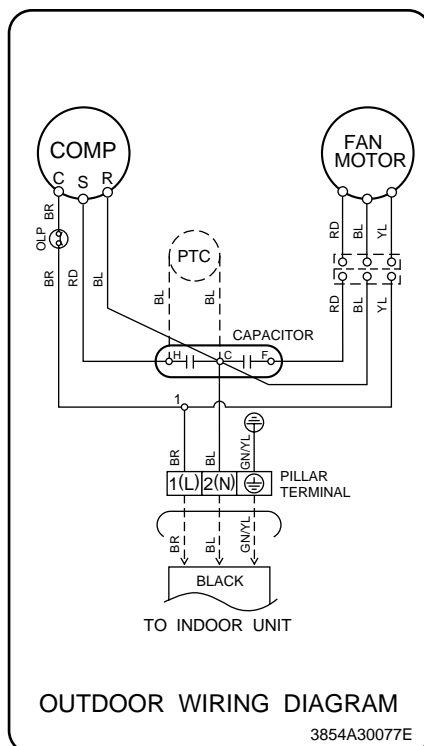 COMP
FAN MOTOR
C S R
BR
OLP
BR
RD
BL
PTC
BL
BL
RD
BL
YL
RD
BL
YL
CAPACITOR
H C F
1
BR
BL
GN/YL
1(L) 2(N)
PILLAR TERMINAL
BR
BL
GN/YL
BLACK
TO INDOOR UNIT
OUTDOOR WIRING DIAGRAM
3854A30077E